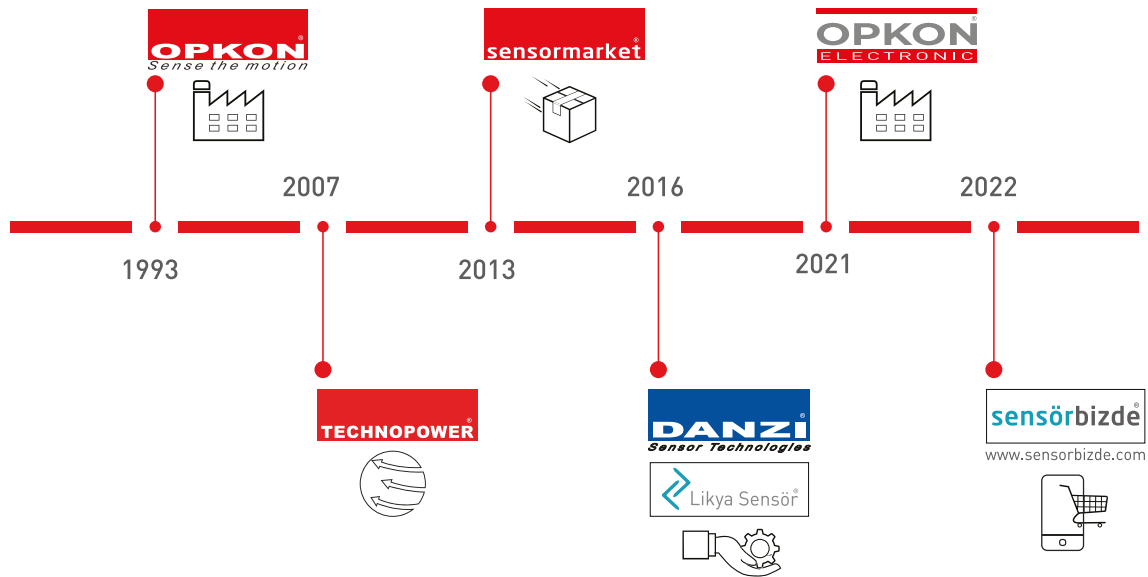 OPKON®
Sense the motion
sensormarket®
OPKON®
ELECTRONIC
2007
2016
2022
1993
2013
2021
TECHNOPOWER®
DANZİ®
Sensor Technologies
Likya Sensör®
sensörbizde®
www.sensorbizde.com